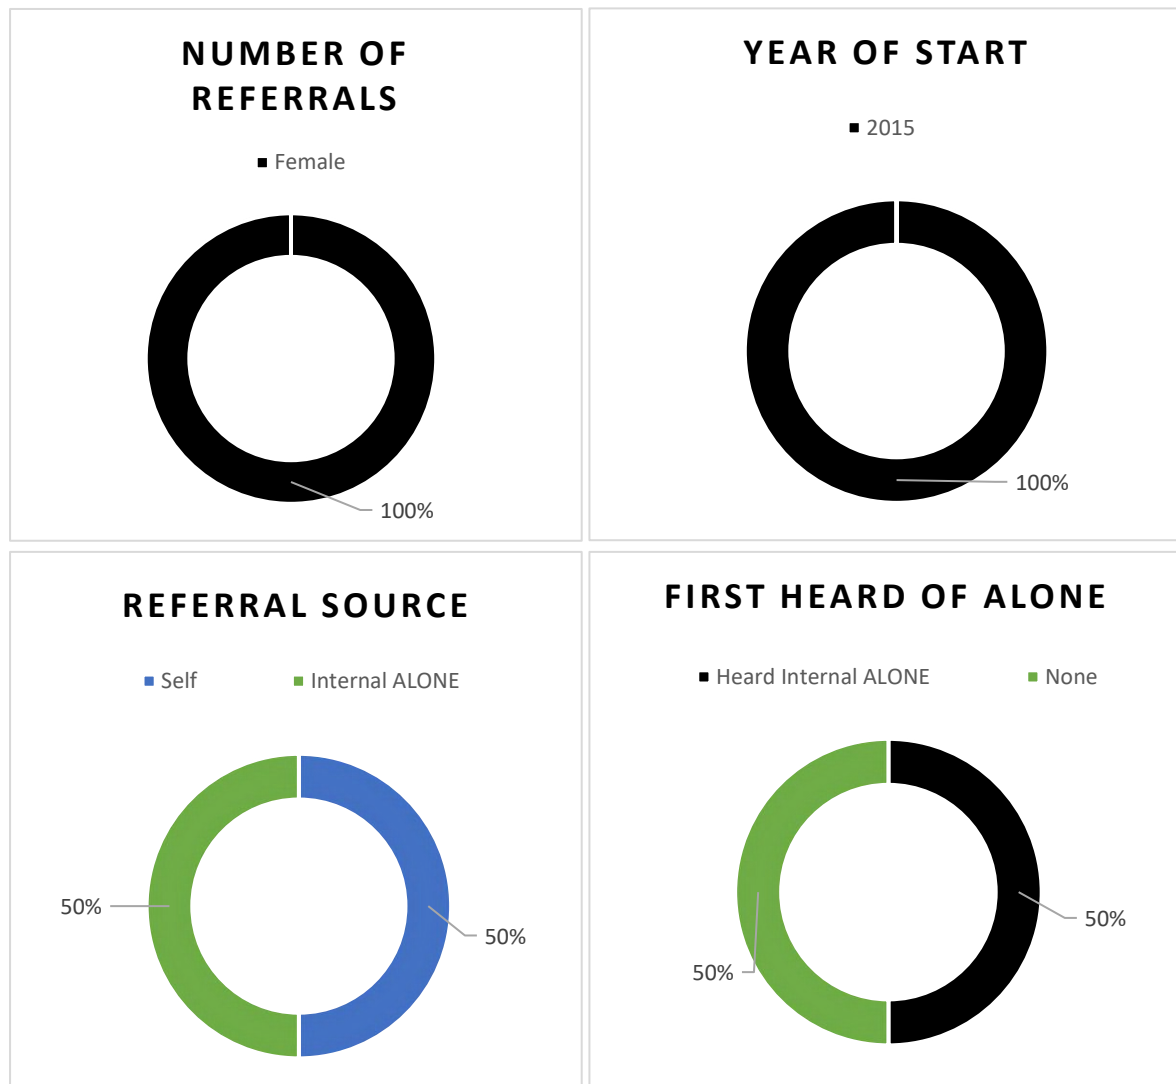 NUMBER OF
REFERRALS
Female
100%
YEAR OF START
2015
100%
REFERRAL SOURCE
Self Internal ALONE
50%
50%
FIRST HEARD OF ALONE
Heard Internal ALONE None
50%
50%